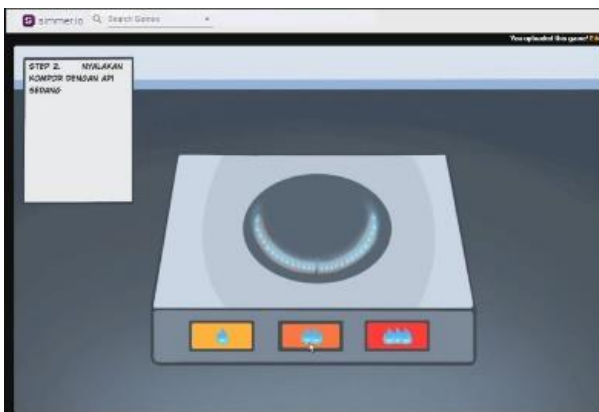 simmer.io
Search Games
You uploaded this game!
STEP 2. NYALAKAN
KOMPOR DENGAN API
SEDANG